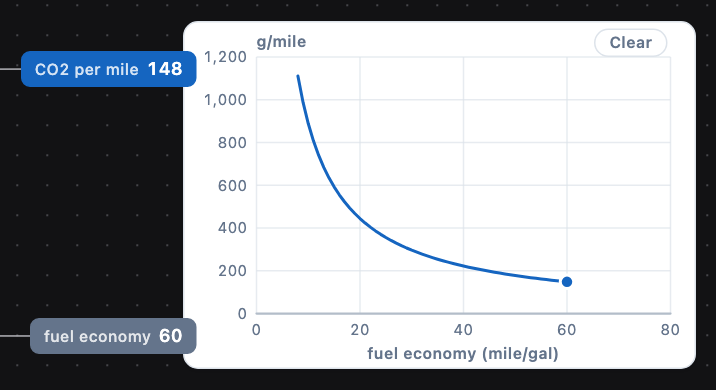 g/mile
Clear
CO2 per mile 148
1,200
1,000
800
600
400
200
0
fuel economy 60
0 20 40 60 80
fuel economy (mile/gal)